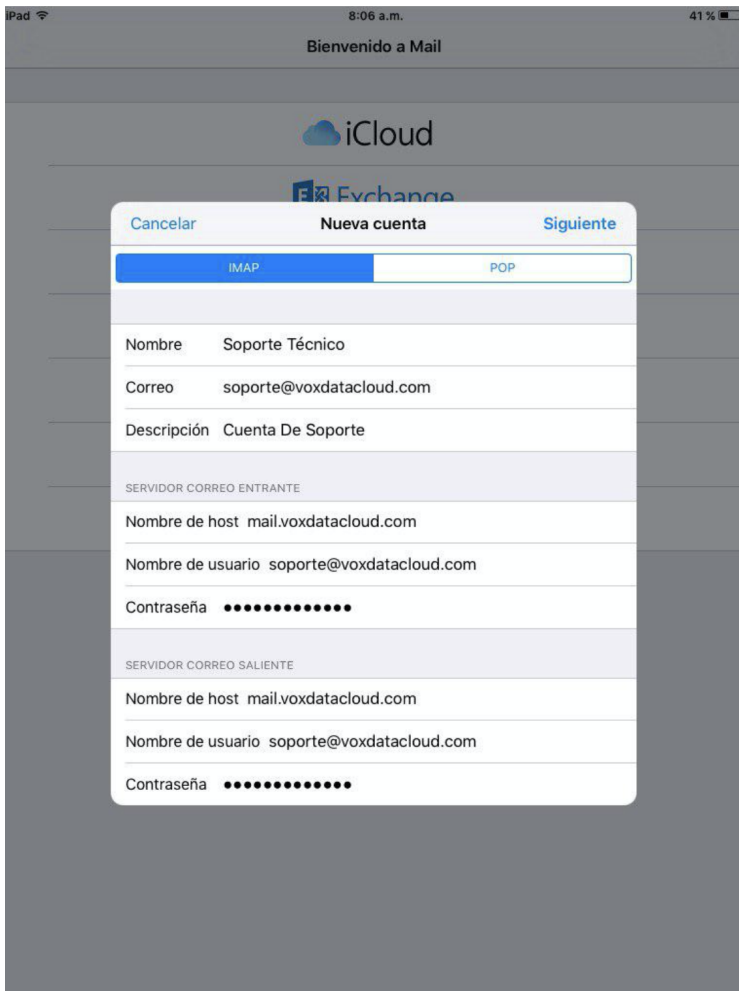 iPad 8:06 a.m. 41 %
Bienvenido a Mail
iCloud
Exchange
Cancelar Nueva cuenta Siguiente
IMAP POP
Nombre Soporte Técnico
Correo soporte@voxdatacloud.com
Descripción Cuenta De Soporte
SERVIDOR CORREO ENTRANTE
Nombre de host mail.voxdatacloud.com
Nombre de usuario soporte@voxdatacloud.com
Contraseña •••••••••••••
SERVIDOR CORREO SALIENTE
Nombre de host mail.voxdatacloud.com
Nombre de usuario soporte@voxdatacloud.com
Contraseña •••••••••••••